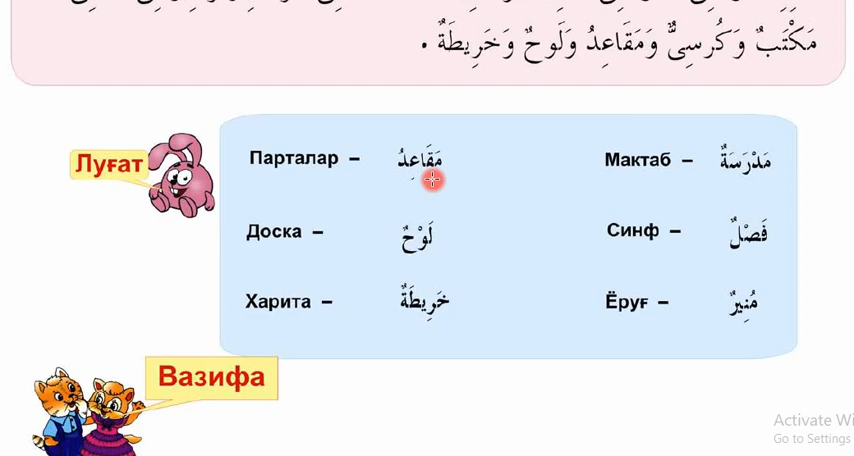 مَكْتَبٌ وَكُرسِىٌّ وَمَقَاعِدُ وَلَوحٌ وَخَرِيطَةٌ .
Луғат
Парталар – مَقَاعِدُ
Мактаб – مَدْرَسَةٌ
Доска – لَوْحٌ
Синф – فَصْلٌ
Харита – خَرِيطَةٌ
Ёруғ – مُنِيرٌ
Вазифа
Activate Wi
Go to Settings